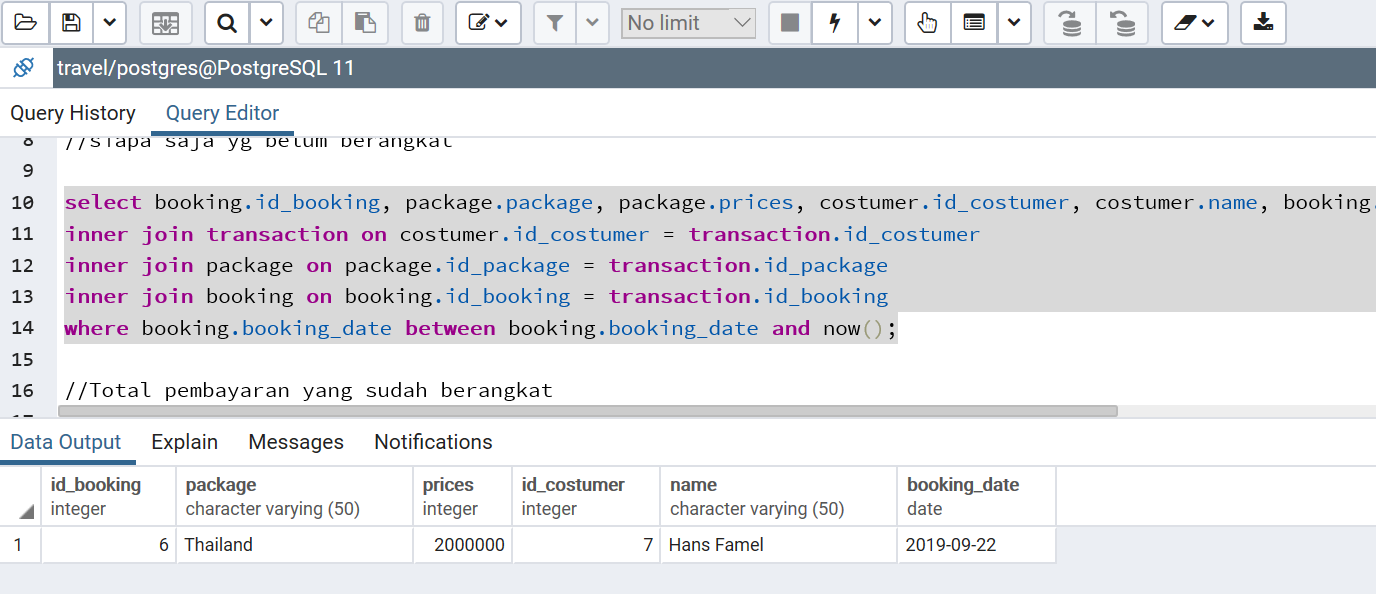 No limit
travel/postgres@PostgreSQL 11
Query History Query Editor
8 //siapa saja yg belum berangkat
9
10 select booking.id_booking, package.package, package.prices, costumer.id_costumer, costumer.name, booking.
11 inner join transaction on costumer.id_costumer = transaction.id_costumer
12 inner join package on package.id_package = transaction.id_package
13 inner join booking on booking.id_booking = transaction.id_booking
14 where booking.booking_date between booking.booking_date and now();
15
16 //Total pembayaran yang sudah berangkat
Data Output Explain Messages Notifications
id_booking package prices id_costumer name booking_date
integer character varying (50) integer integer character varying (50) date
1 6 Thailand 2000000 7 Hans Famel 2019-09-22